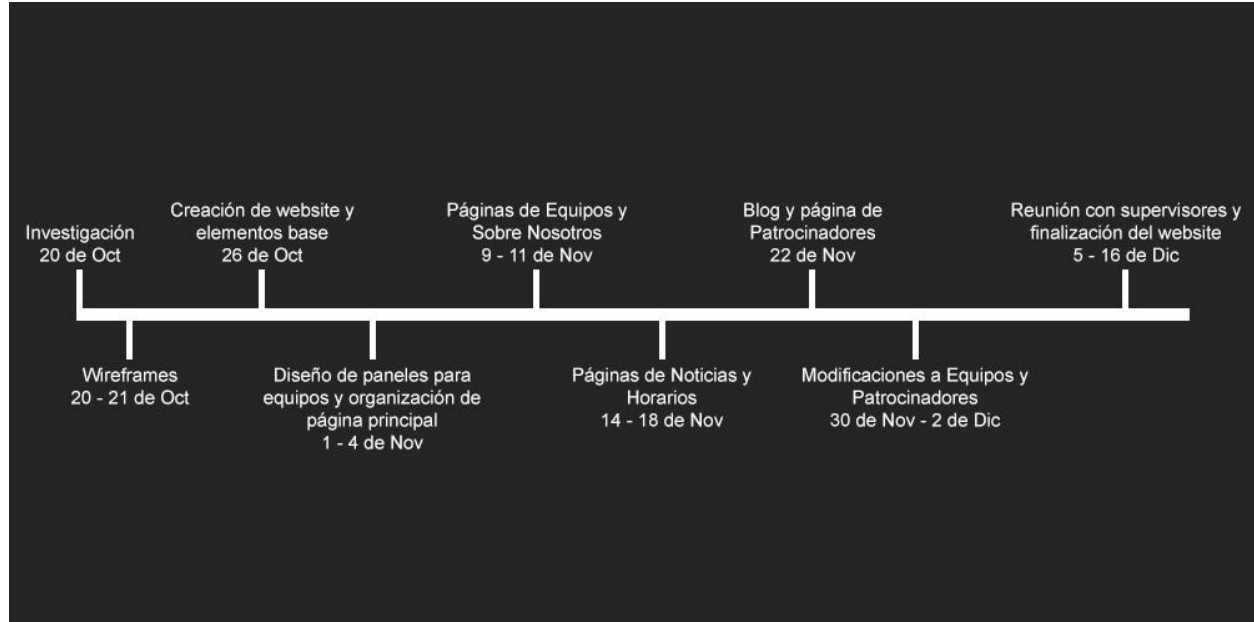 Investigación
20 de Oct
Creación de website y
elementos base
26 de Oct
Páginas de Equipos y
Sobre Nosotros
9 - 11 de Nov
Blog y página de
Patrocinadores
22 de Nov
Reunión con supervisores y
finalización del website
5 - 16 de Dic
Wireframes
20 - 21 de Oct
Diseño de paneles para
equipos y organización de
página principal
1 - 4 de Nov
Páginas de Noticias y
Horarios
14 - 18 de Nov
Modificaciones a Equipos y
Patrocinadores
30 de Nov - 2 de Dic